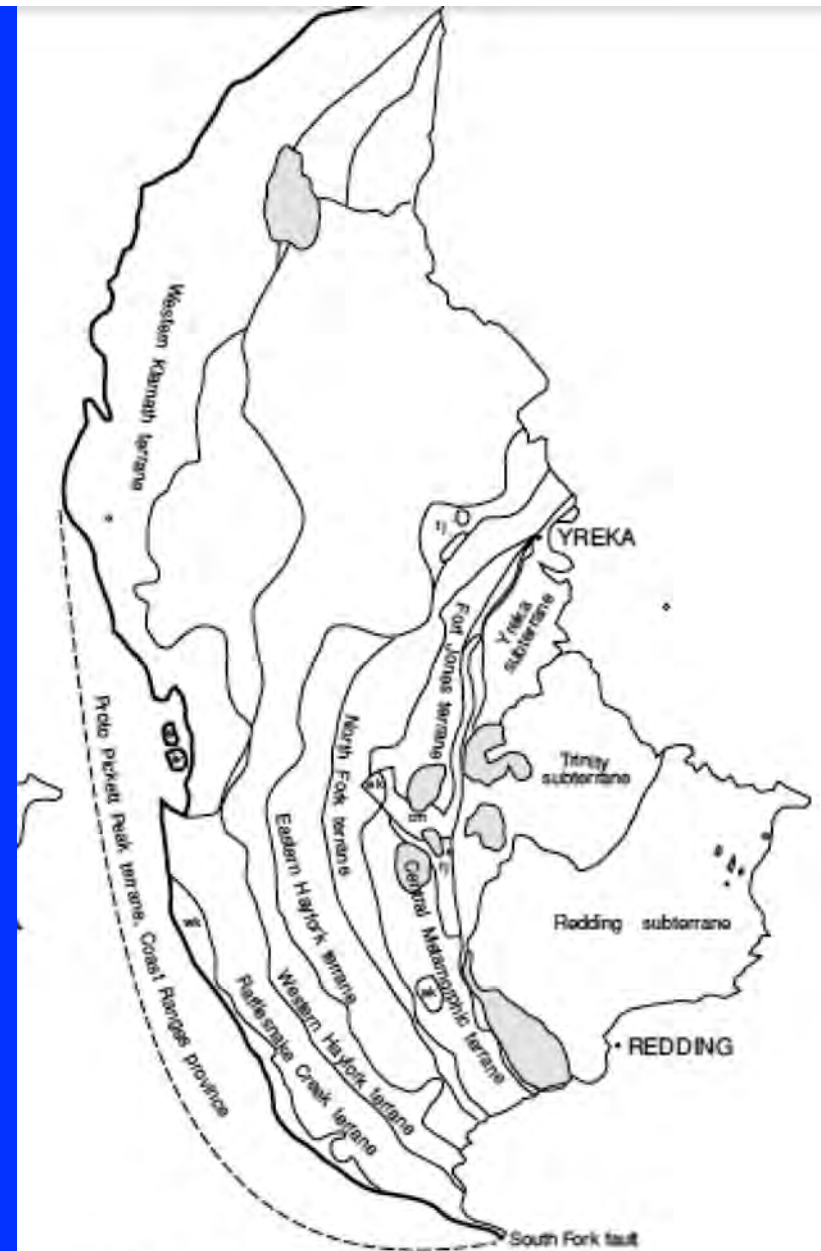 Western Klamath terrane
YREKA
Yreka
subterrane
Fort Jones terrane
Trinity
subterrane
North Fork terrane
Proto Pickett Peak terrane, Coast Ranges province
Eastern Hayfork terrane
Central Metamorphic terrane
Redding subterrane
Rattlesnake Creek terrane
Western Hayfork terrane
REDDING
South Fork fault